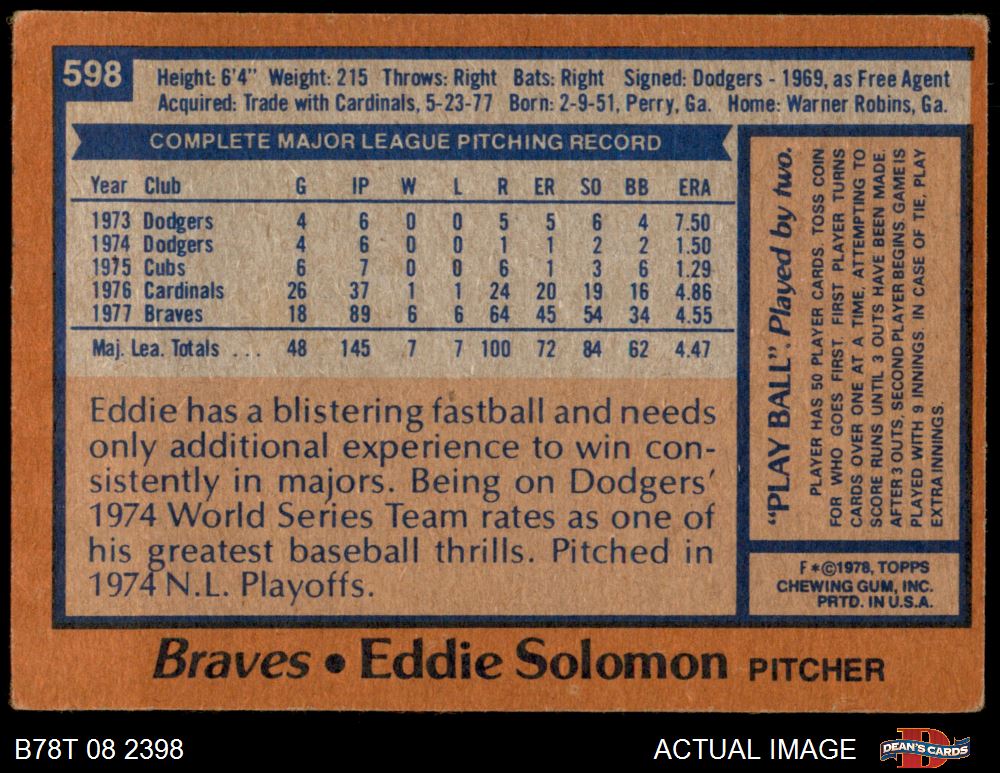 598
Height: 6'4" Weight: 215 Throws: Right Bats: Right Signed: Dodgers - 1969, as Free Agent
Acquired: Trade with Cardinals, 5-23-77 Born: 2-9-51, Perry, Ga. Home: Warner Robins, Ga.
COMPLETE MAJOR LEAGUE PITCHING RECORD
Year Club G IP W L R ER SO BB ERA
1973 Dodgers 4 6 0 0 5 5 6 4 7.50
1974 Dodgers 4 6 0 0 1 1 2 2 1.50
1975 Cubs 6 7 0 0 6 1 3 6 1.29
1976 Cardinals 26 37 1 1 24 20 19 16 4.86
1977 Braves 18 89 6 6 64 45 54 34 4.55
Maj. Lea. Totals ... 48 145 7 7 100 72 84 62 4.47
Eddie has a blistering fastball and needs
only additional experience to win con-
sistently in majors. Being on Dodgers'
1974 World Series Team rates as one of
his greatest baseball thrills. Pitched in
1974 N.L. Playoffs.
"PLAY BALL". Played by two.
PLAYER HAS 50 PLAYER CARDS. TOSS COIN
FOR WHO GOES FIRST. FIRST PLAYER TURNS
CARDS OVER ONE AT A TIME, ATTEMPTING TO
SCORE RUNS UNTIL 3 OUTS HAVE BEEN MADE.
AFTER 3 OUTS, SECOND PLAYER BEGINS. GAME IS
PLAYED WITH 9 INNINGS. IN CASE OF TIE, PLAY
EXTRA INNINGS.
F*©1978, TOPPS
CHEWING GUM, INC.
PRTD. IN U.S.A.
Braves • Eddie Solomon PITCHER
B78T 08 2398
ACTUAL IMAGE
DEAN'S CARDS